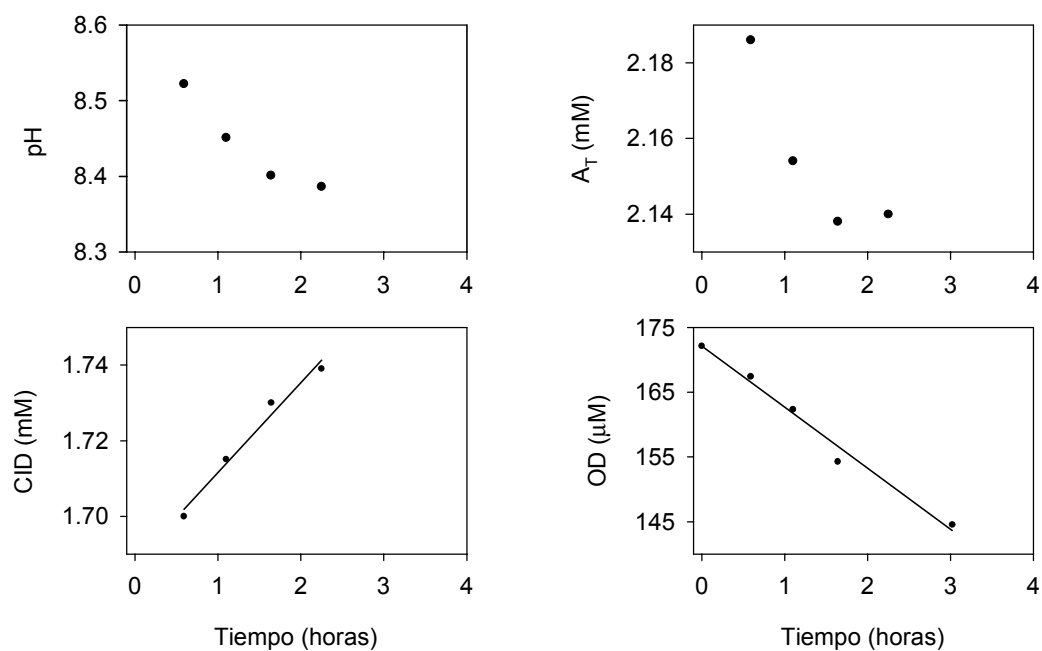 pH
8.6
8.5
8.4
8.3
0 1 2 3 4
A_T (mM)
2.18
2.16
2.14
0 1 2 3 4
CID (mM)
1.74
1.72
1.70
0 1 2 3 4
Tiempo (horas)
OD (μM)
175
165
155
145
0 1 2 3 4
Tiempo (horas)